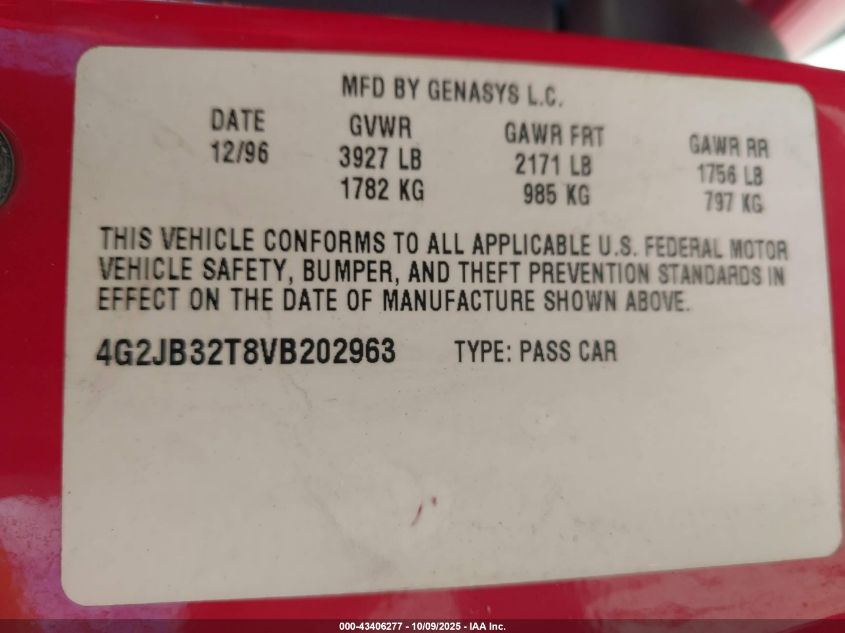 MFD BY GENASYS L.C.
DATE GVWR GAWR FRT GAWR RR
12/96 3927 LB 2171 LB 1756 LB
1782 KG 985 KG 797 KG
THIS VEHICLE CONFORMS TO ALL APPLICABLE U.S. FEDERAL MOTOR
VEHICLE SAFETY, BUMPER, AND THEFT PREVENTION STANDARDS IN
EFFECT ON THE DATE OF MANUFACTURE SHOWN ABOVE.
4G2JB32T8VB202963 TYPE: PASS CAR
000-43406277 - 10/09/2025 - IAA Inc.